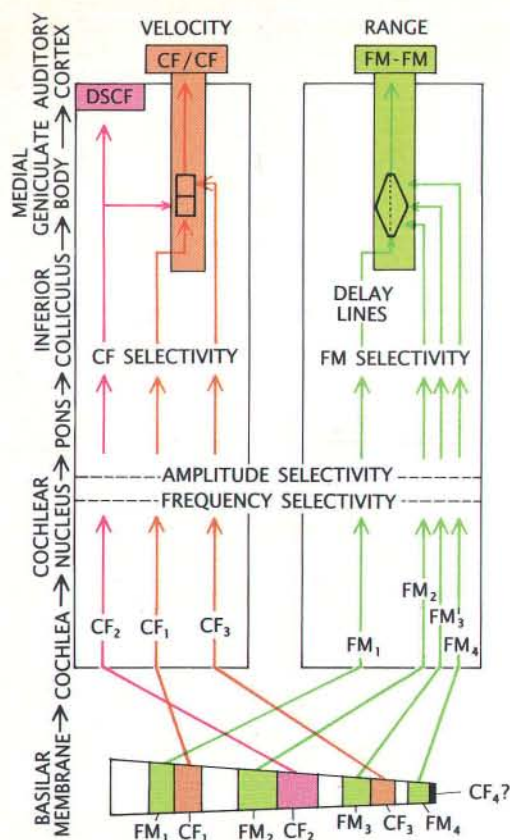 VELOCITY
CF/CF
RANGE
FM-FM
DSCF
DELAY
LINES
CF SELECTIVITY
FM SELECTIVITY
AMPLITUDE SELECTIVITY
FREQUENCY SELECTIVITY
CF₂
CF₁
CF₃
FM₁
FM₂
FM₃
FM₄
CF₄?
FM₁
CF₁
FM₂
CF₂
FM₃
CF₃
FM₄
BASILAR
MEMBRANE
COCHLEA
COCHLEAR
NUCLEUS
PONS
INFERIOR
COLLICULUS
MEDIAL
GENICULATE
BODY
AUDITORY
CORTEX